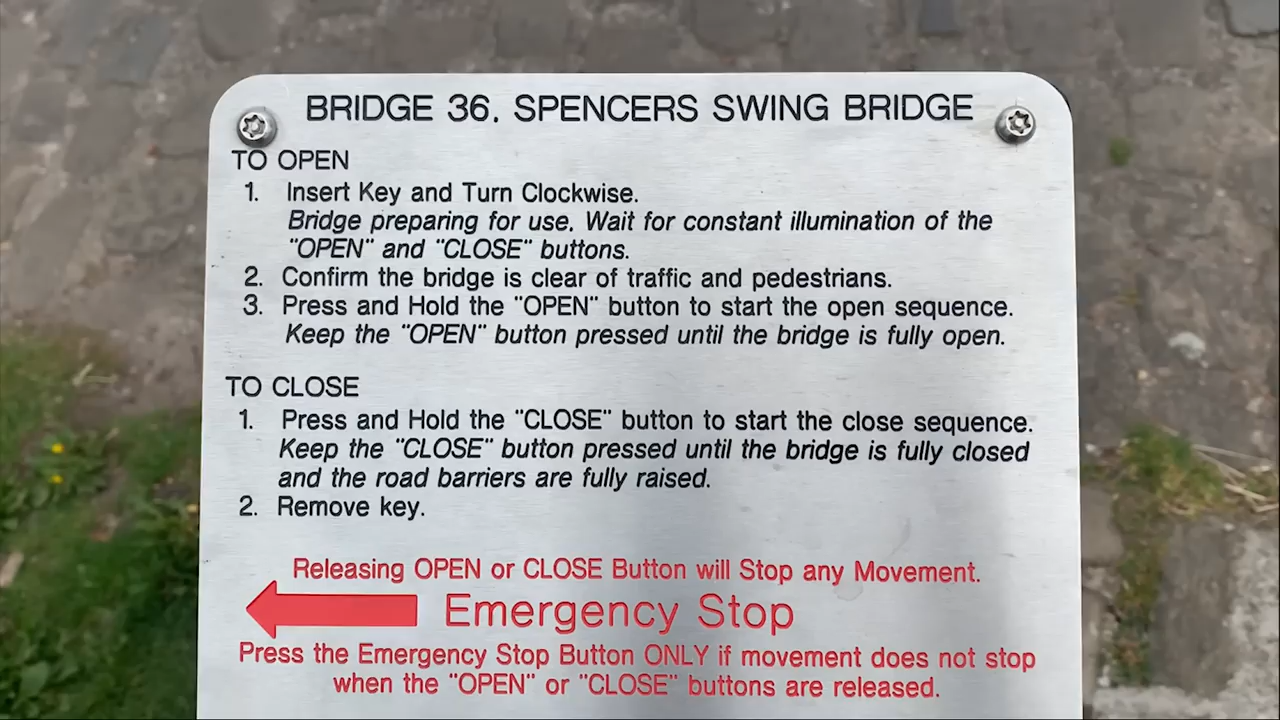 BRIDGE 36. SPENCERS SWING BRIDGE
TO OPEN
1. Insert Key and Turn Clockwise.
Bridge preparing for use. Wait for constant illumination of the
"OPEN" and "CLOSE" buttons.
2. Confirm the bridge is clear of traffic and pedestrians.
3. Press and Hold the "OPEN" button to start the open sequence.
Keep the "OPEN" button pressed until the bridge is fully open.
TO CLOSE
1. Press and Hold the "CLOSE" button to start the close sequence.
Keep the "CLOSE" button pressed until the bridge is fully closed
and the road barriers are fully raised.
2. Remove key.
Releasing OPEN or CLOSE Button will Stop any Movement.
Emergency Stop
Press the Emergency Stop Button ONLY if movement does not stop
when the "OPEN" or "CLOSE" buttons are released.